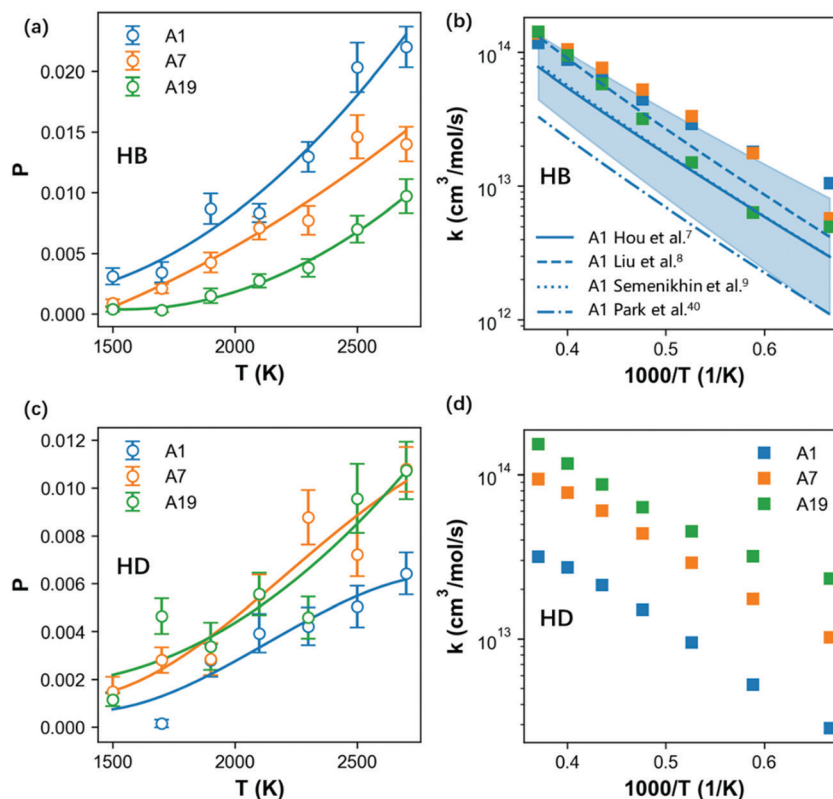 (a)
A1
A7
A19
HB
P
0.020
0.015
0.010
0.005
0.000
1500 2000 2500
T (K)
(b)
k (cm³/mol/s)
10¹⁴
10¹³
10¹²
HB
A1 Hou et al.⁷
A1 Liu et al.⁸
A1 Semenikhin et al.⁹
A1 Park et al.⁴⁰
0.4 0.5 0.6
1000/T (1/K)
(c)
A1
A7
A19
HD
P
0.012
0.010
0.008
0.006
0.004
0.002
0.000
1500 2000 2500
T (K)
(d)
A1
A7
A19
HD
k (cm³/mol/s)
10¹⁴
10¹³
0.4 0.5 0.6
1000/T (1/K)